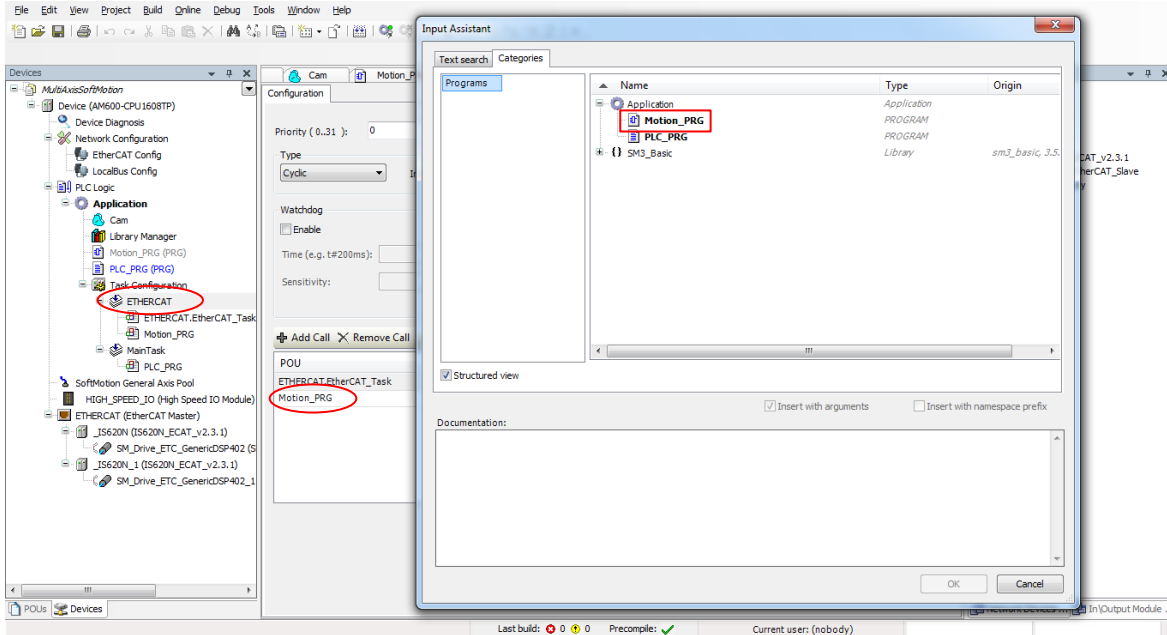 File Edit View Project Build Online Debug Tools Window Help
Devices
MultiAxisSoftMotion
Device (AM600-CPU1608TP)
Device Diagnosis
Network Configuration
EtherCAT Config
LocalBus Config
PLC Logic
Application
Cam
Library Manager
Motion_PRG (PRG)
PLC_PRG (PRG)
Task Configuration
ETHERCAT
ETHERCAT.EtherCAT_Task
Motion_PRG
MainTask
PLC_PRG
SoftMotion General Axis Pool
HIGH_SPEED_IO (High Speed IO Module)
ETHERCAT (EtherCAT Master)
_IS620N (IS620N_ECAT_v2.3.1)
SM_Drive_ETC_GenericDSP402 (S
_IS620N_1 (IS620N_ECAT_v2.3.1)
SM_Drive_ETC_GenericDSP402_1
POUs Devices
Cam Motion_P
Configuration
Priority ( 0..31 ): 0
Type
Cyclic In
Watchdog
Enable
Time (e.g. t#200ms):
Sensitivity:
Add Call Remove Call
POU
ETHERCAT.EtherCAT_Task
Motion_PRG
Input Assistant
Text search Categories
Programs
Name Type Origin
Application Application
Motion_PRG PROGRAM
PLC_PRG PROGRAM
SM3_Basic Library sm3_basic, 3.5.
Structured view
Insert with arguments Insert with namespace prefix
Documentation:
OK Cancel
CAT_v2.3.1
herCAT_Slave
y
In\Output Module
Last build: 0 0 Precompile: Current user: (nobody)